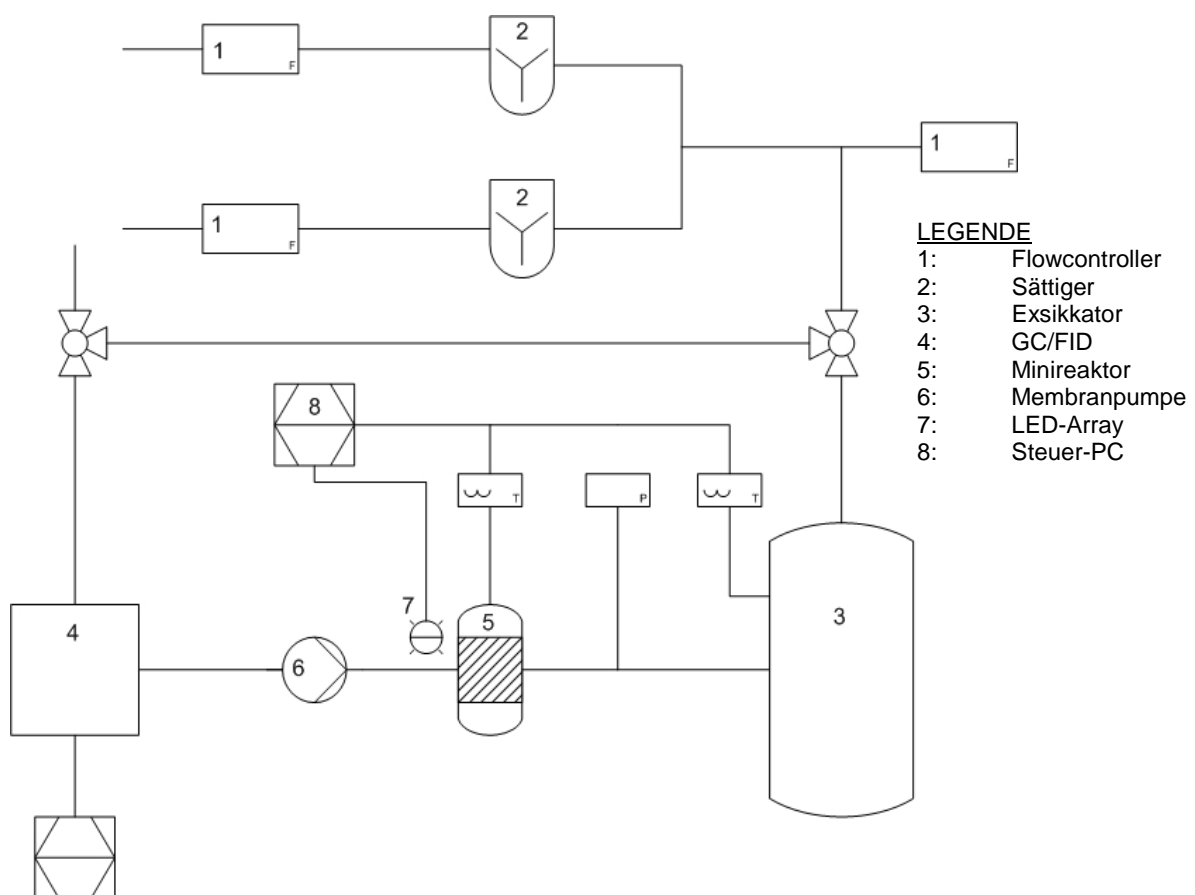 1
F
2
1
F
1
F
2
LEGENDE
1: Flowcontroller
2: Sättiger
3: Exsikkator
4: GC/FID
5: Minireaktor
6: Membranpumpe
7: LED-Array
8: Steuer-PC
8
T
P
T
7
5
4
3
6